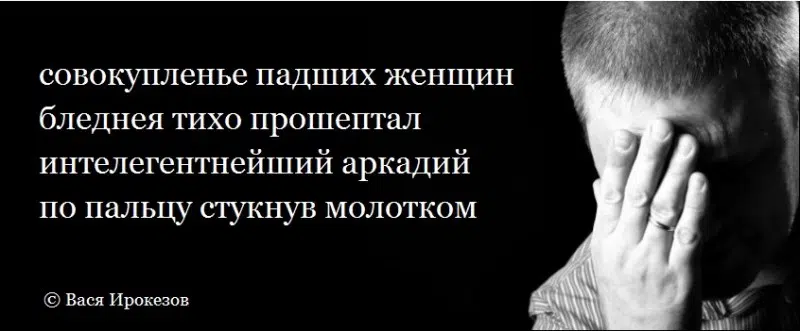 совокупленье падших женщин
бледнея тихо прошептал
интелегентнейший аркадий
по пальцу стукнув молотком
© Вася Ирокезов